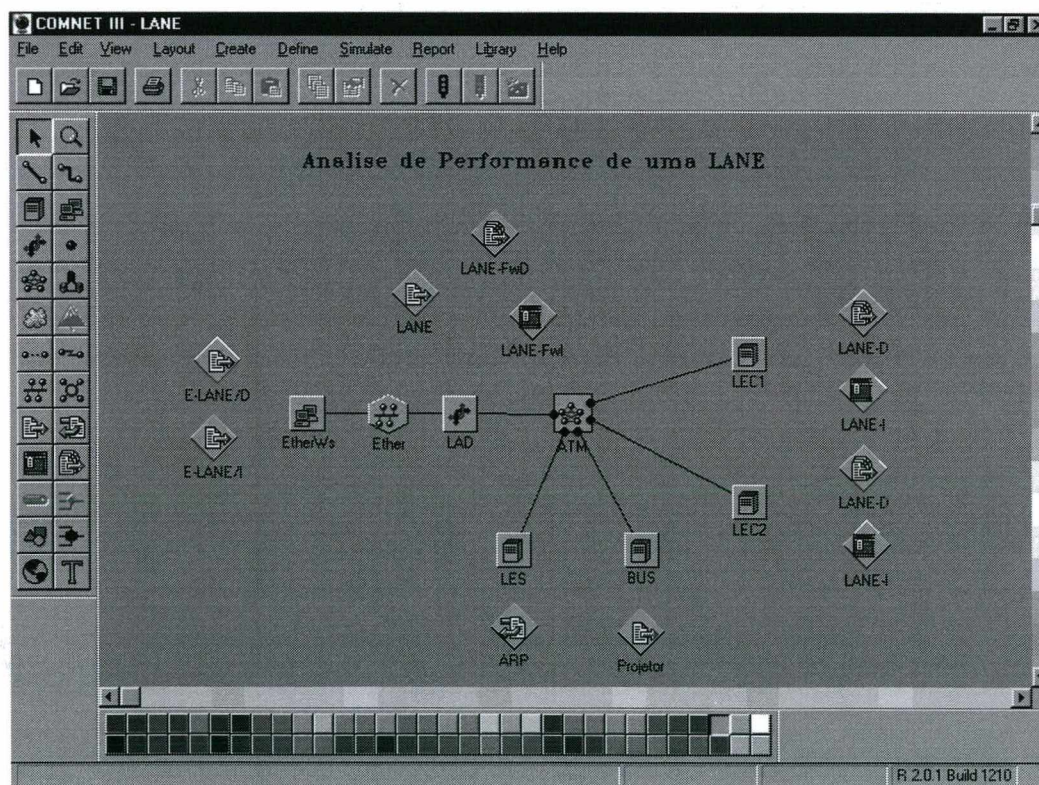 COMNET III - LANE
File Edit View Layout Create Define Simulate Report Library Help
Analise de Performance de uma LANE
LANE-FwD
LANE
LANE-FwI
LANE-D
E-LANE/D
LEC1
EtherWs
Ether
LAD
ATM
LANE-I
E-LANE/I
LANE-D
LEC2
LES
BUS
LANE-I
ARP
Projetor
R 2.0.1 Build 1210